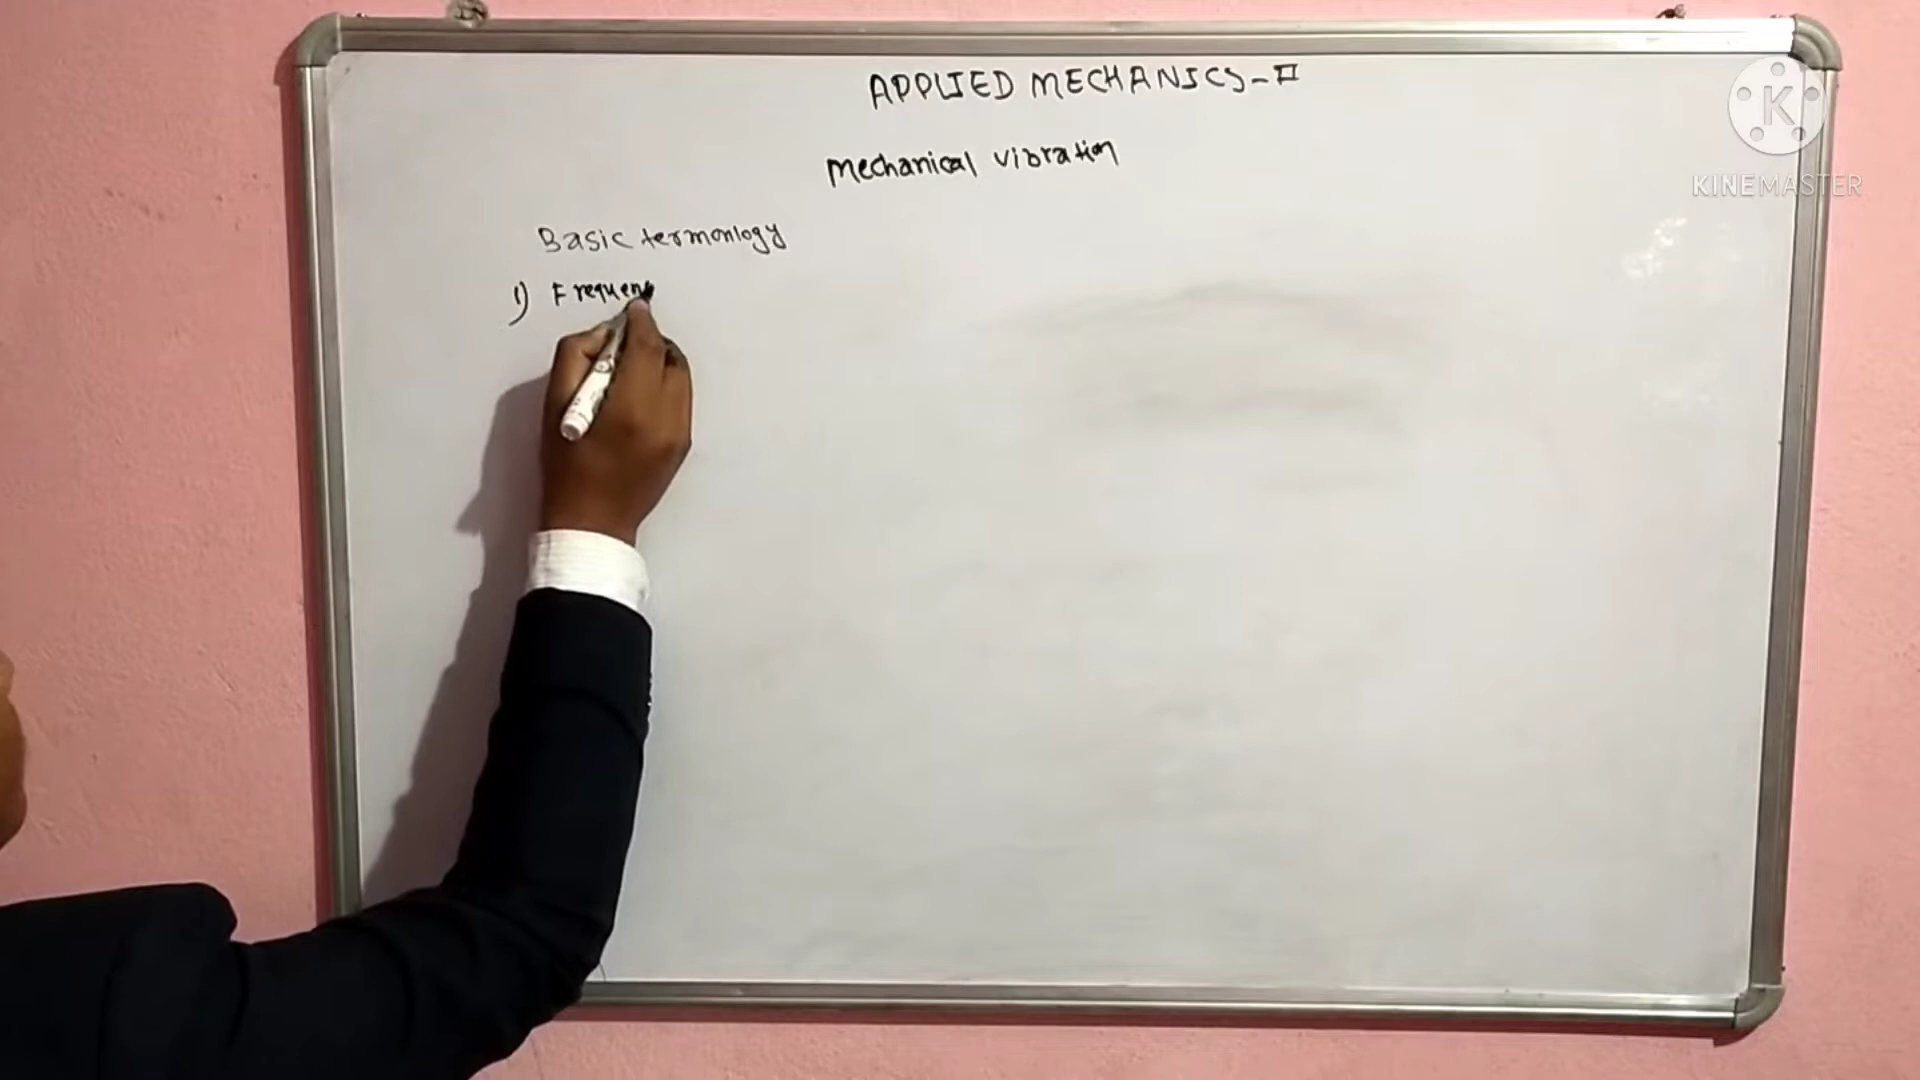 APPLIED MECHANICS-II
Mechanical vibration
Basic termonlogy
1) Frequen
K
KINEMASTER